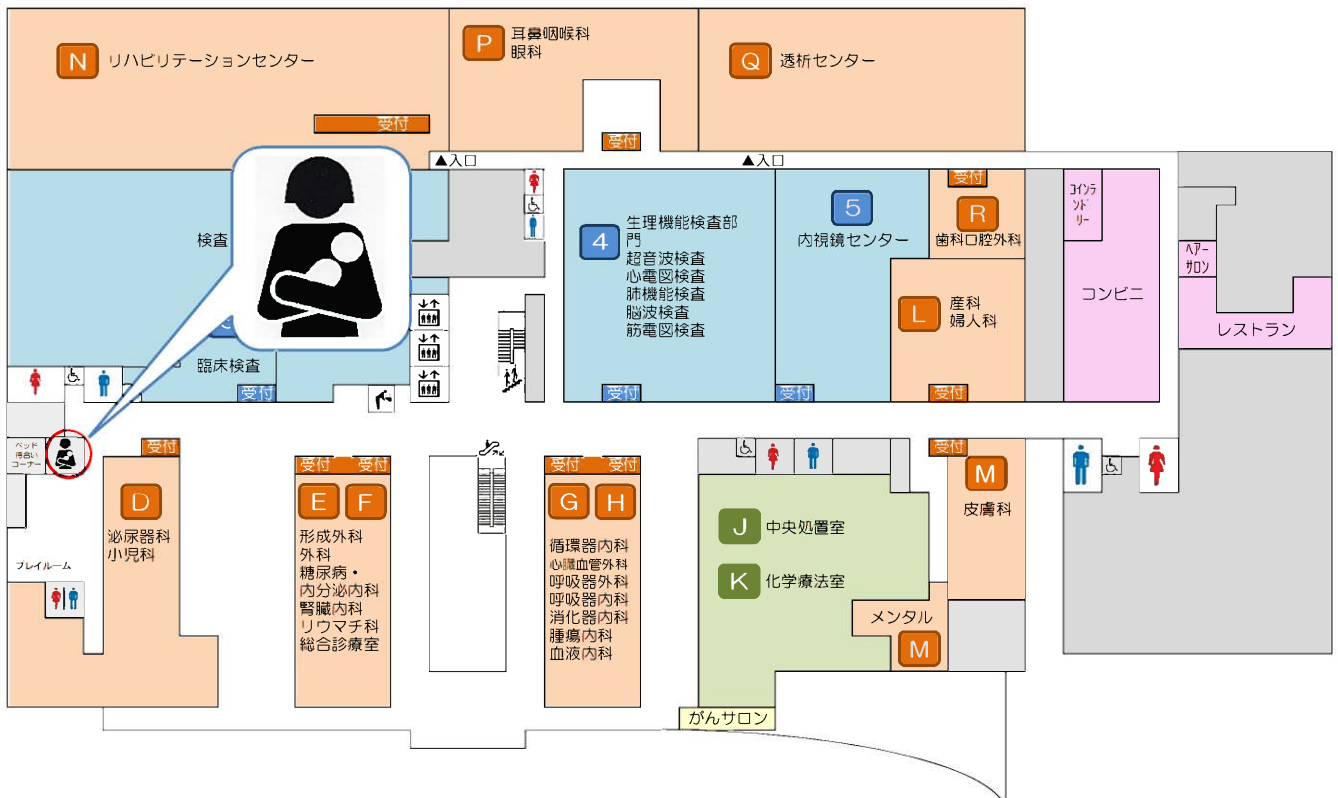 N リハビリテーションセンター
P 耳鼻咽喉科
眼科
Q 透析センター
受付
受付
▲入口
▲入口
検査
4 生理機能検査部
門
超音波検査
心電図検査
肺機能検査
脳波検査
筋電図検査
5
内視鏡センター
受付
R
歯科口腔外科
L 産科
婦人科
コインラ
ンド
リー
コンビニ
ヘアー
サロン
レストラン
臨床検査
受付
受付
受付
受付
ベッド
待合い
コーナー
受付
D
泌尿器科
小児科
プレイルーム
受付 受付
E F
形成外科
外科
糖尿病・
内分泌内科
腎臓内科
リウマチ科
総合診療室
受付 受付
G H
循環器内科
心臓血管外科
呼吸器外科
呼吸器内科
消化器内科
腫瘍内科
血液内科
J 中央処置室
K 化学療法室
受付
M
皮膚科
メンタル
M
がんサロン